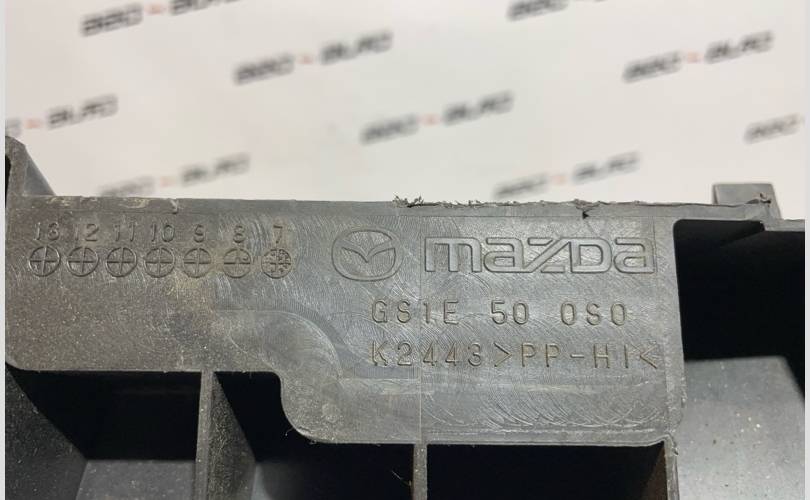 13 12 11 10 9 8 7
mazda
GS1E 50 0S0
K2443 >PP-HI<